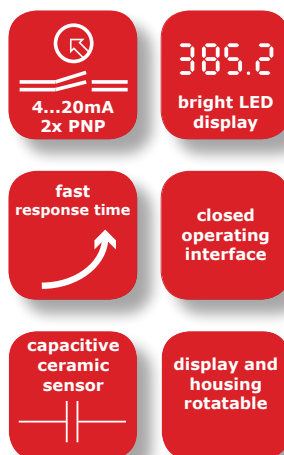 4...20mA
2x PNP
385.2
bright LED
display
fast
response time
closed
operating
interface
capacitive
ceramic
sensor
display and
housing
rotatable